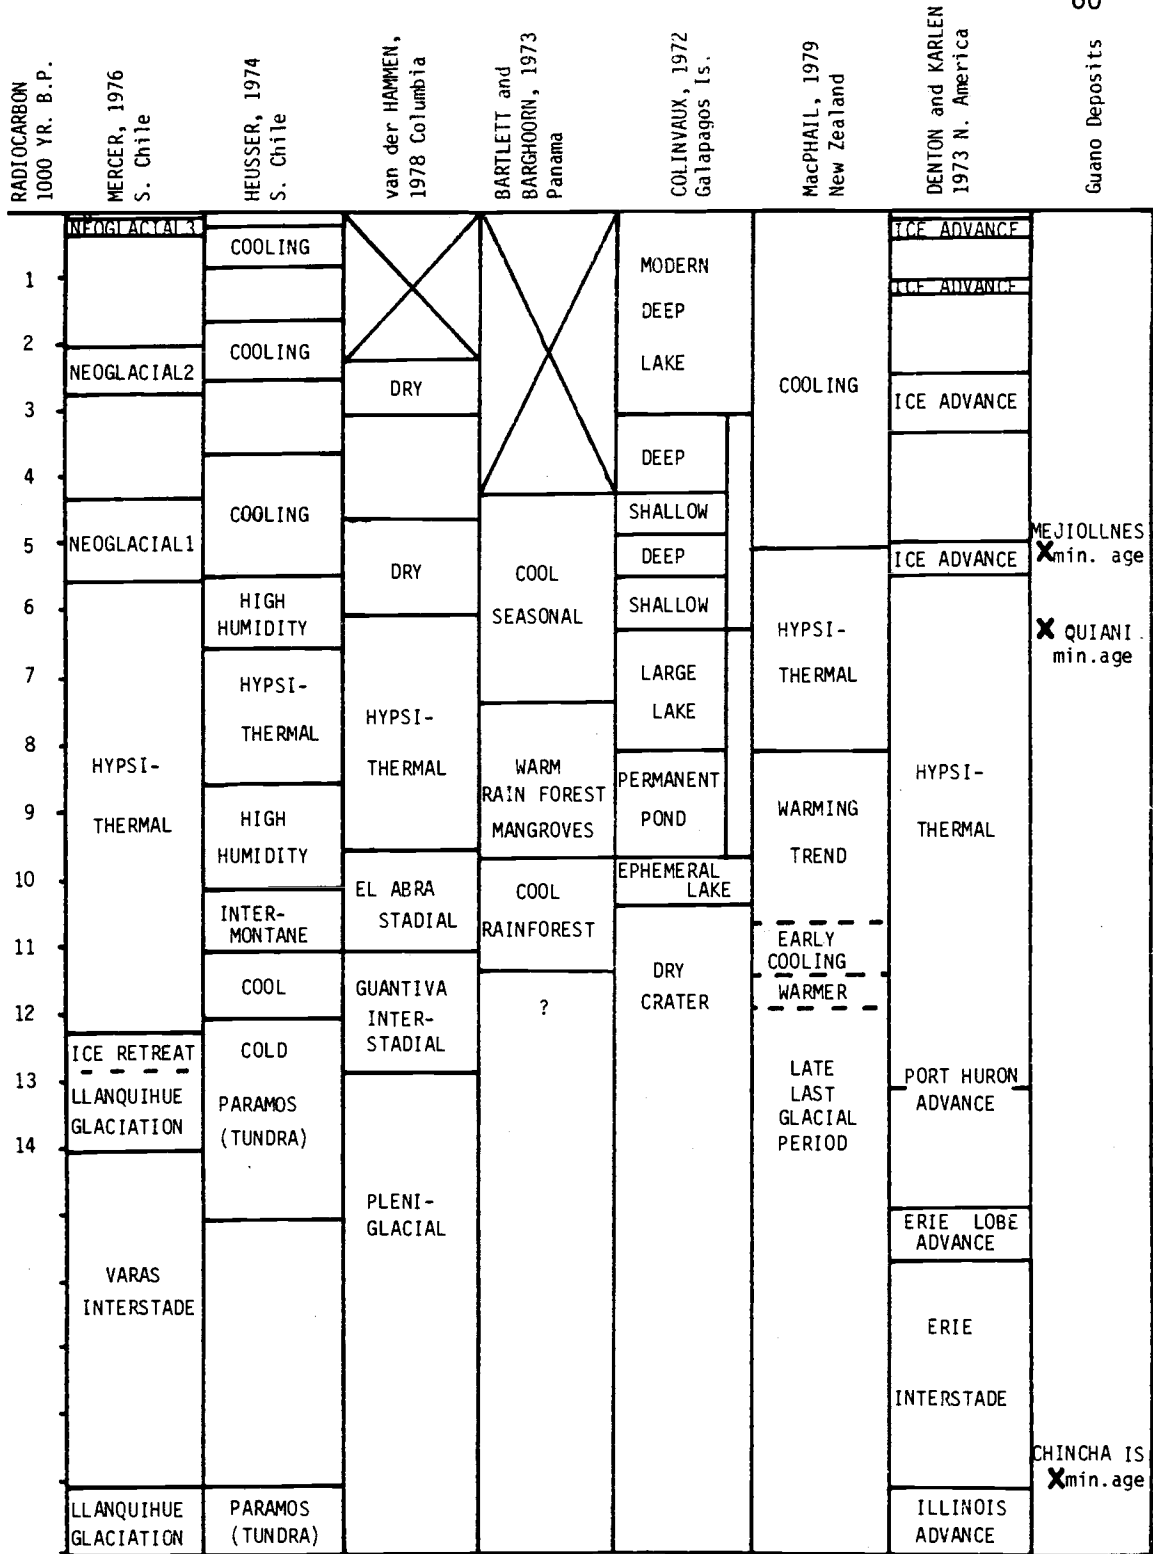 60
RADIOCARBON
1000 YR. B.P.
MERCER, 1976
S. Chile
HEUSSER, 1974
S. Chile
van der HAMMEN,
1978 Columbia
BARTLETT and
BARGHOORN, 1973
Panama
COLINVAUX, 1972
Galapagos Is.
MacPHAIL, 1979
New Zealand
DENTON and KARLEN
1973 N. America
Guano Deposits
1
2
3
4
5
6
7
8
9
10
11
12
13
14
NEOGLACIAL3
NEOGLACIAL2
NEOGLACIAL1
HYPSI-
THERMAL
ICE RETREAT
LLANQUIHUE
GLACIATION
VARAS
INTERSTADE
LLANQUIHUE
GLACIATION
COOLING
COOLING
COOLING
HIGH
HUMIDITY
HYPSI-
THERMAL
HIGH
HUMIDITY
INTER-
MONTANE
COOL
COLD
PARAMOS
(TUNDRA)
PARAMOS
(TUNDRA)
DRY
DRY
HYPSI-
THERMAL
EL ABRA
STADIAL
GUANTIVA
INTER-
STADIAL
PLENI-
GLACIAL
COOL
SEASONAL
WARM
RAIN FOREST
MANGROVES
COOL
RAINFOREST
?
MODERN
DEEP
LAKE
DEEP
SHALLOW
DEEP
SHALLOW
LARGE
LAKE
PERMANENT
POND
EPHEMERAL
LAKE
DRY
CRATER
COOLING
HYPSI-
THERMAL
WARMING
TREND
EARLY
COOLING
WARMER
LATE
LAST
GLACIAL
PERIOD
ICE ADVANCE
ICE ADVANCE
ICE ADVANCE
ICE ADVANCE
HYPSI-
THERMAL
PORT HURON
ADVANCE
ERIE LOBE
ADVANCE
ERIE
INTERSTADE
ILLINOIS
ADVANCE
MEJIOLLNES
X min. age
X QUIANI
min.age
CHINCHA IS
X min.age